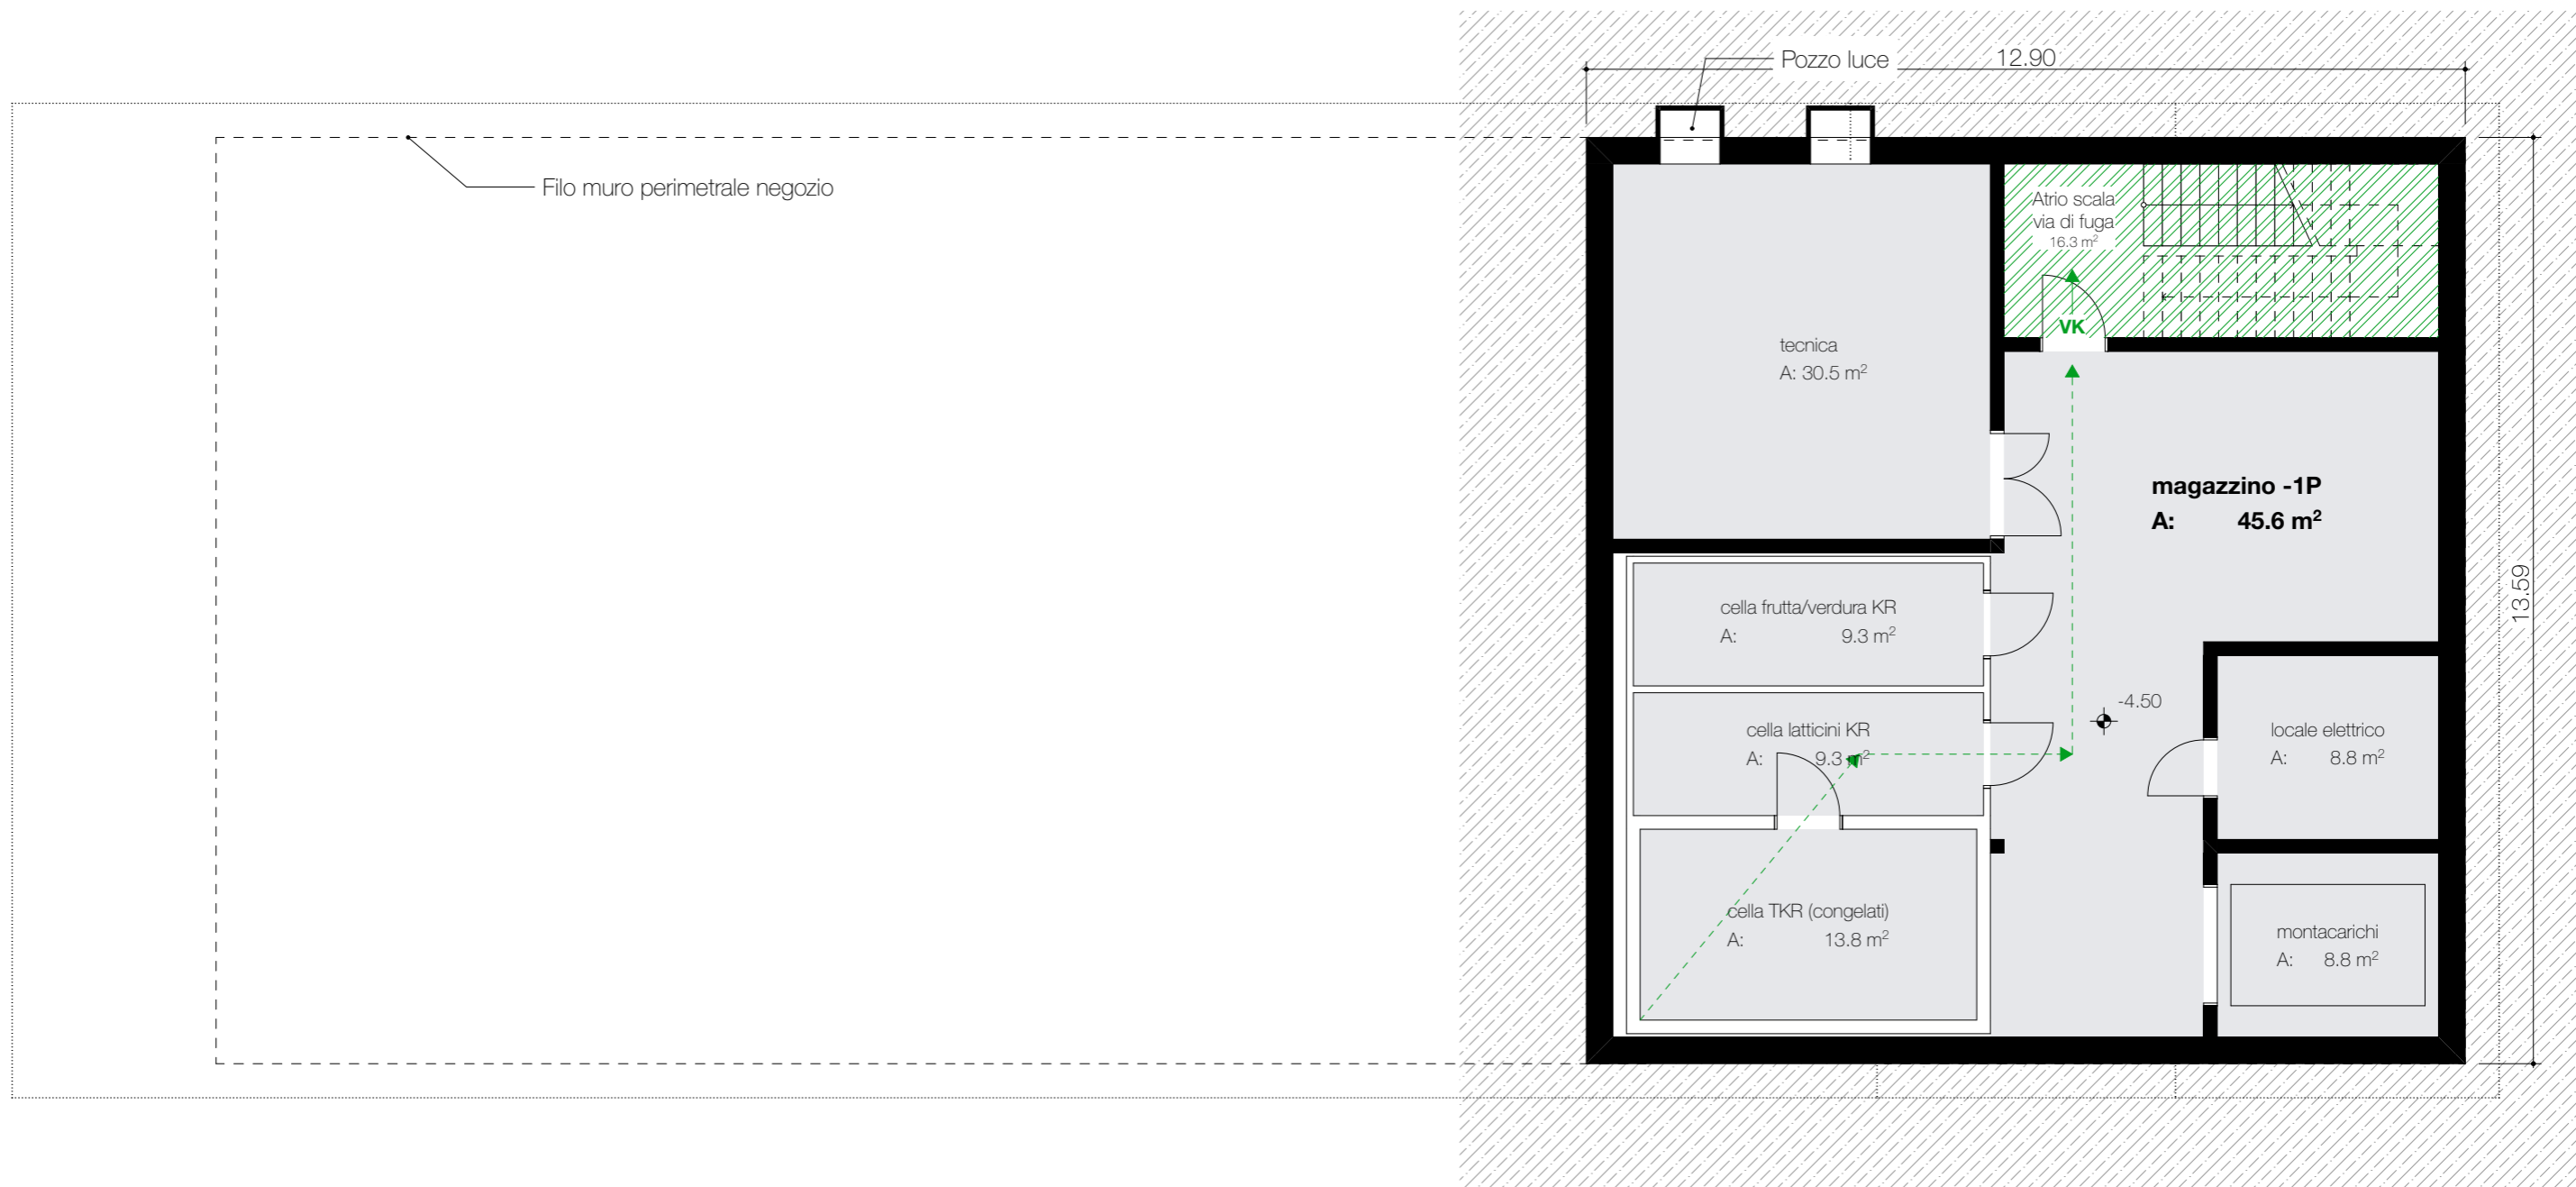 Pozzo luce
12.90
Filo muro perimetrale negozio
Atrio scala
via di fuga
16.3 m²
VK
tecnica
A: 30.5 m²
magazzino -1P
A: 45.6 m²
13.59
cella frutta/verdura KR
A: 9.3 m²
-4.50
cella latticini KR
A: 9.3 m²
locale elettrico
A: 8.8 m²
cella TKR (congelati)
A: 13.8 m²
montacarichi
A: 8.8 m²